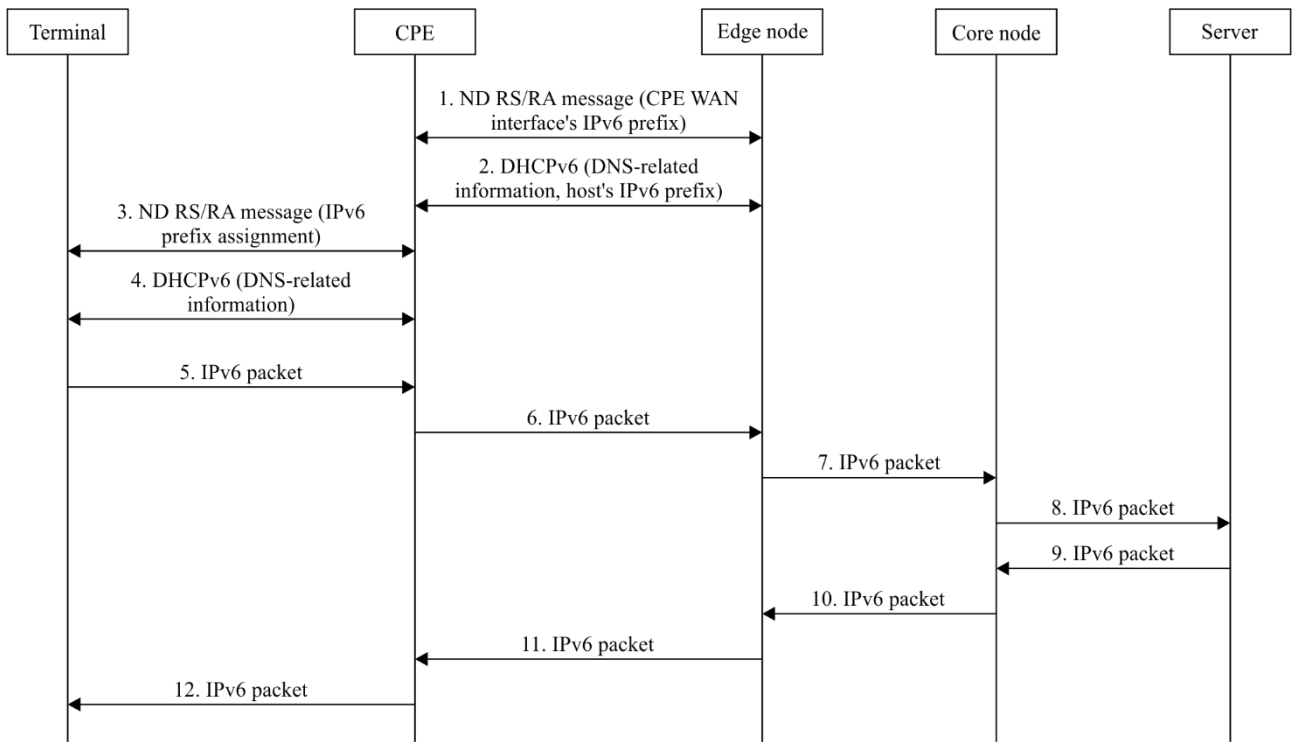 Terminal
CPE
Edge node
Core node
Server
1. ND RS/RA message (CPE WAN
interface's IPv6 prefix)
2. DHCPv6 (DNS-related
information, host's IPv6 prefix)
3. ND RS/RA message (IPv6
prefix assignment)
4. DHCPv6 (DNS-related
information)
5. IPv6 packet
6. IPv6 packet
7. IPv6 packet
8. IPv6 packet
9. IPv6 packet
10. IPv6 packet
11. IPv6 packet
12. IPv6 packet